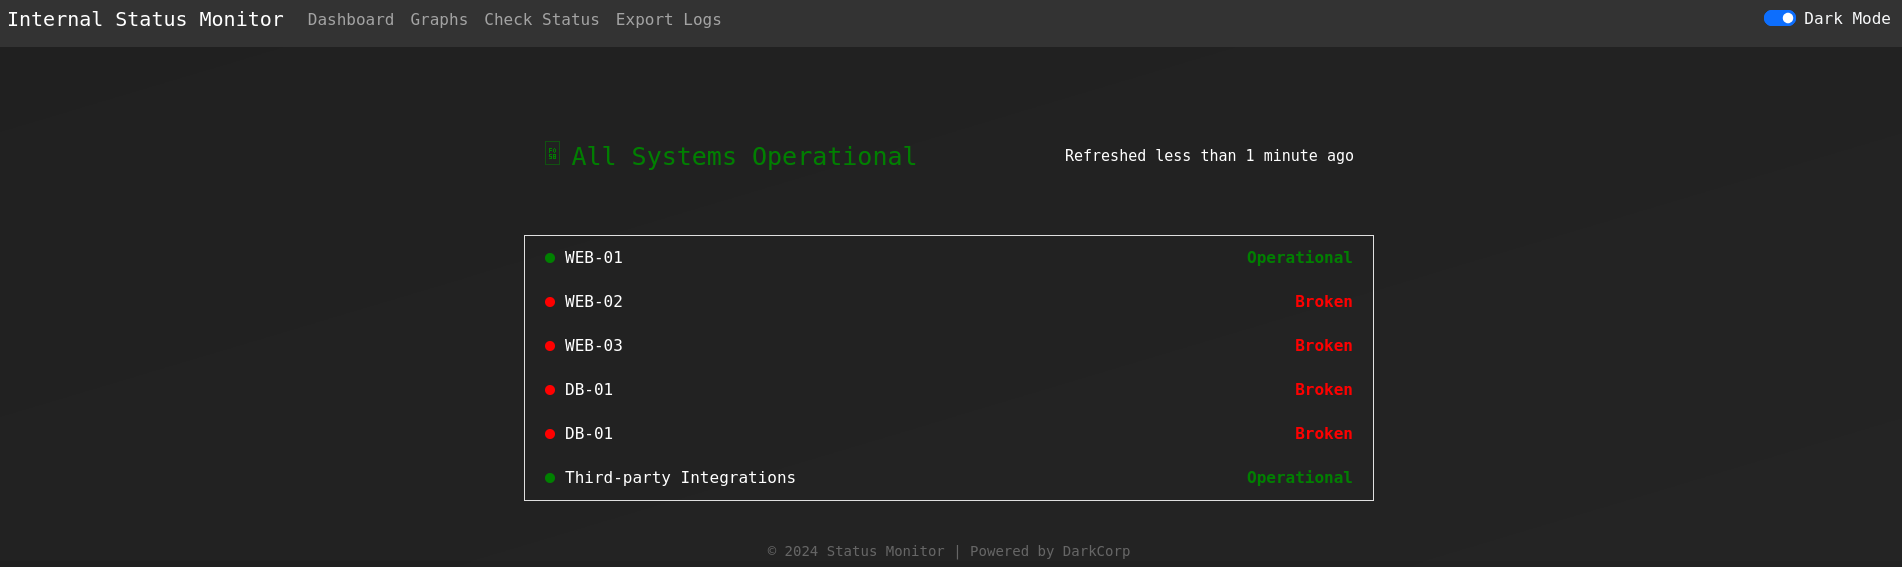 Internal Status Monitor Dashboard Graphs Check Status Export Logs Dark Mode
All Systems Operational Refreshed less than 1 minute ago
WEB-01 Operational
WEB-02 Broken
WEB-03 Broken
DB-01 Broken
DB-01 Broken
Third-party Integrations Operational
© 2024 Status Monitor | Powered by DarkCorp